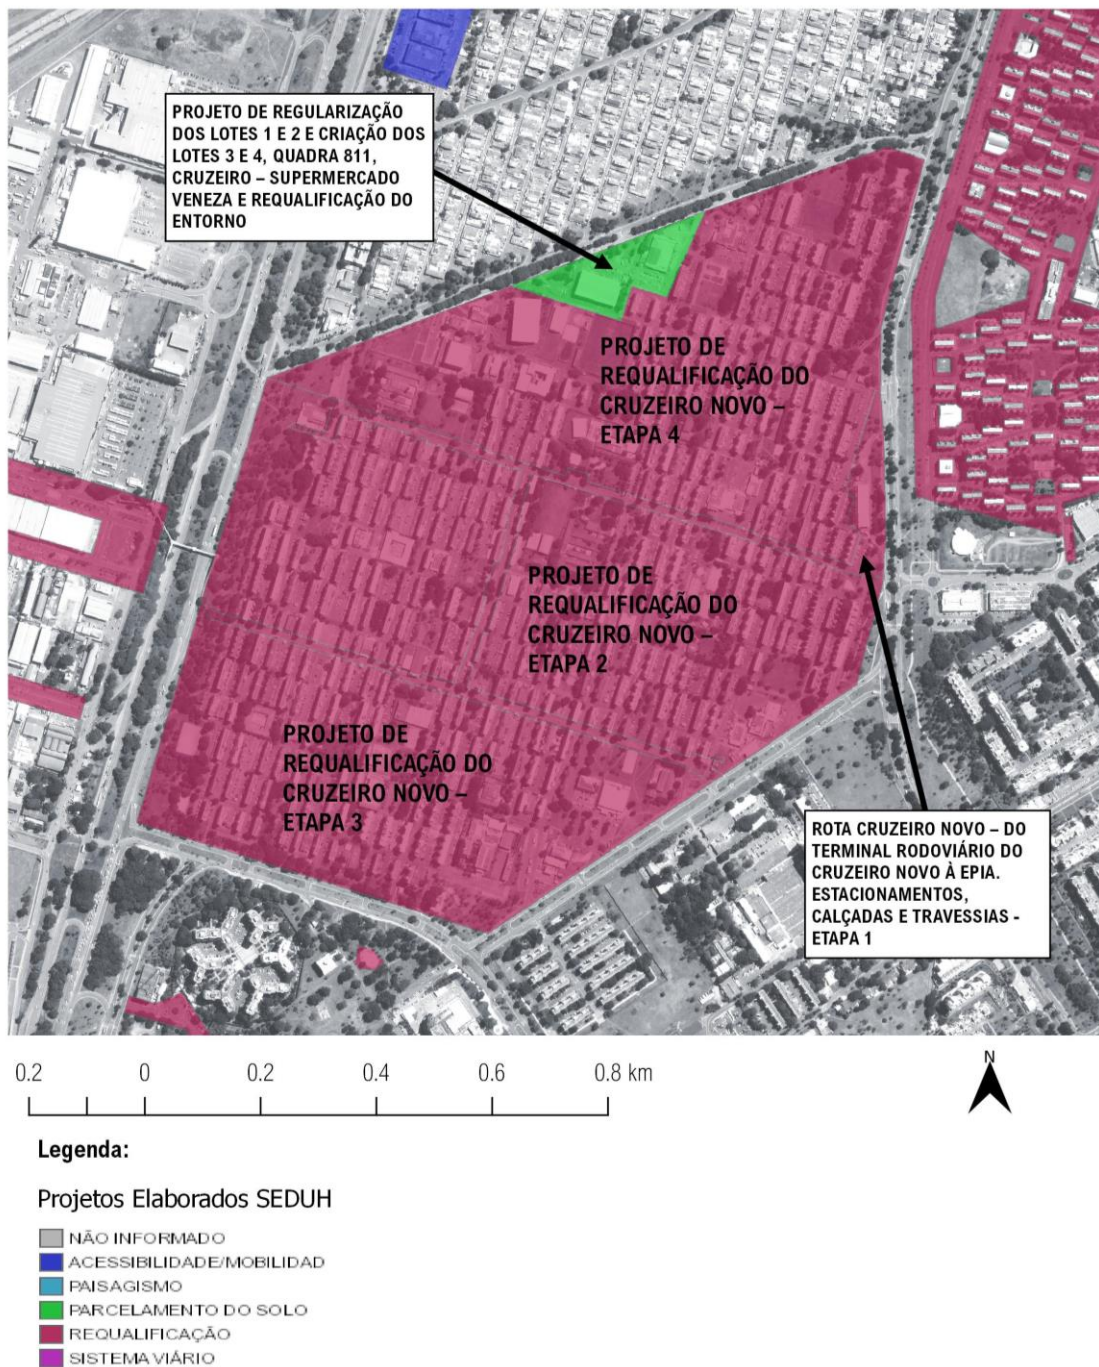 PROJETO DE REGULARIZAÇÃO
DOS LOTES 1 E 2 E CRIAÇÃO DOS
LOTES 3 E 4, QUADRA 811,
CRUZEIRO – SUPERMERCADO
VENEZA E REQUALIFICAÇÃO DO
ENTORNO
PROJETO DE
REQUALIFICAÇÃO DO
CRUZEIRO NOVO –
ETAPA 4
PROJETO DE
REQUALIFICAÇÃO DO
CRUZEIRO NOVO –
ETAPA 2
PROJETO DE
REQUALIFICAÇÃO DO
CRUZEIRO NOVO –
ETAPA 3
ROTA CRUZEIRO NOVO – DO
TERMINAL RODOVIÁRIO DO
CRUZEIRO NOVO À EPIA.
ESTACIONAMENTOS,
CALÇADAS E TRAVESSIAS -
ETAPA 1
0.2 0 0.2 0.4 0.6 0.8 km
N
Legenda:
Projetos Elaborados SEDUH
NÃO INFORMADO
ACESSIBILIDADE/MOBILIDAD
PAISAGISMO
PARCELAMENTO DO SOLO
REQUALIFICAÇÃO
SISTEMA VIÁRIO